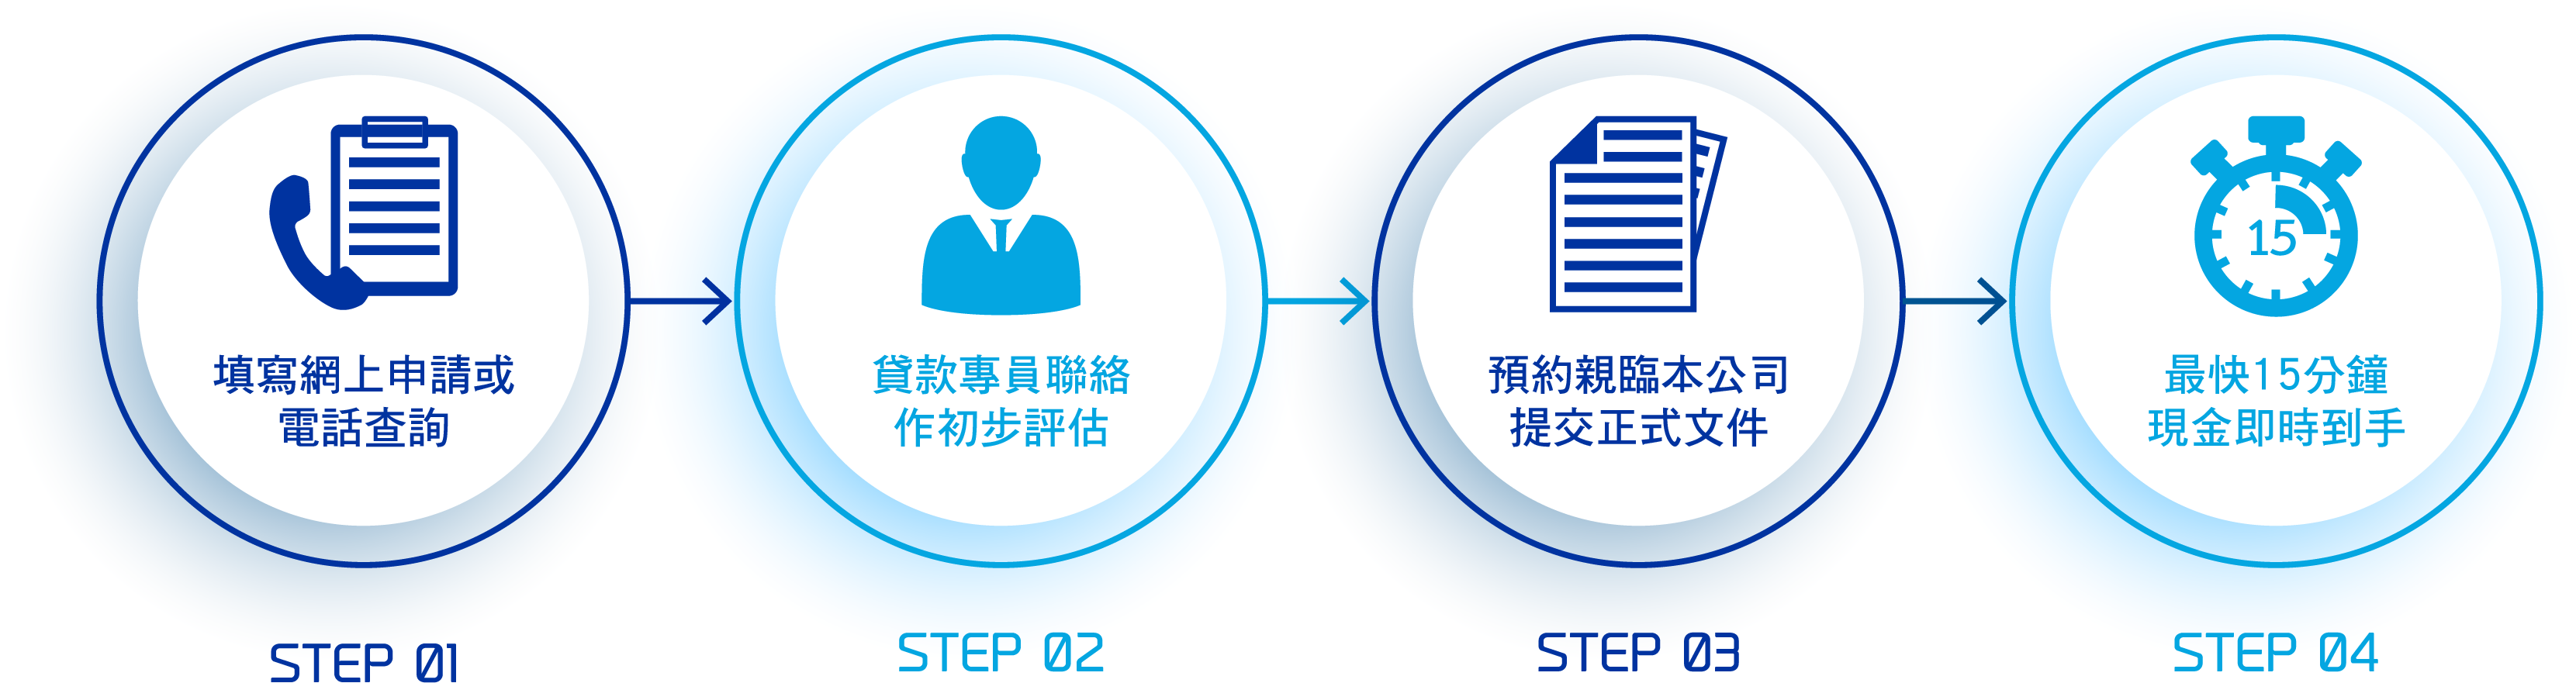 15
填寫網上申請或
電話查詢
STEP 01
貸款專員聯絡
作初步評估
STEP 02
預約親臨本公司
提交正式文件
STEP 03
最快15分鐘
現金即時到手
STEP 04